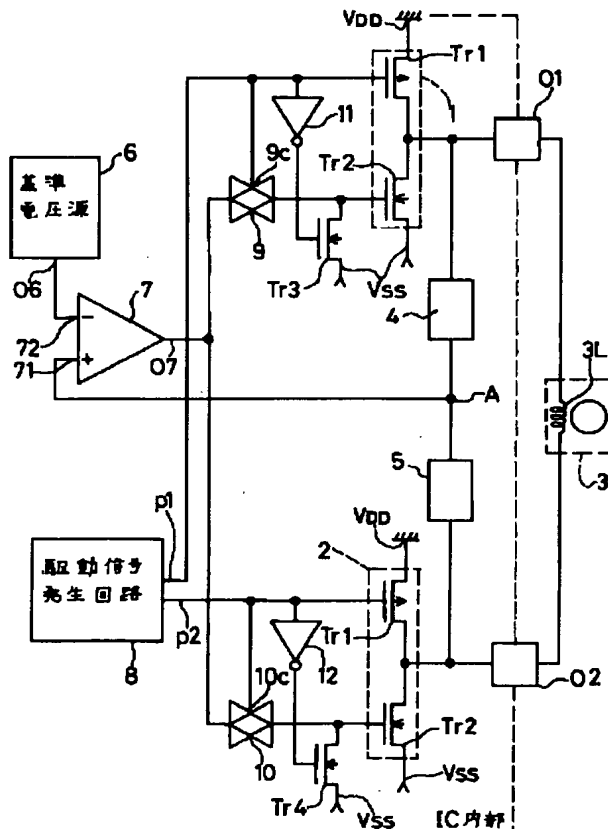 VDD
Tr1
1
O1
11
9c
Tr2
9
6
基準
電圧源
O6
7
72
71
O7
Tr3
VSS
4
3L
A
3
5
VDD
2
p1
駆動信号
発生回路
p2
8
Tr1
12
10c
10
O2
Tr2
VSS
Tr4
VSS
IC内部